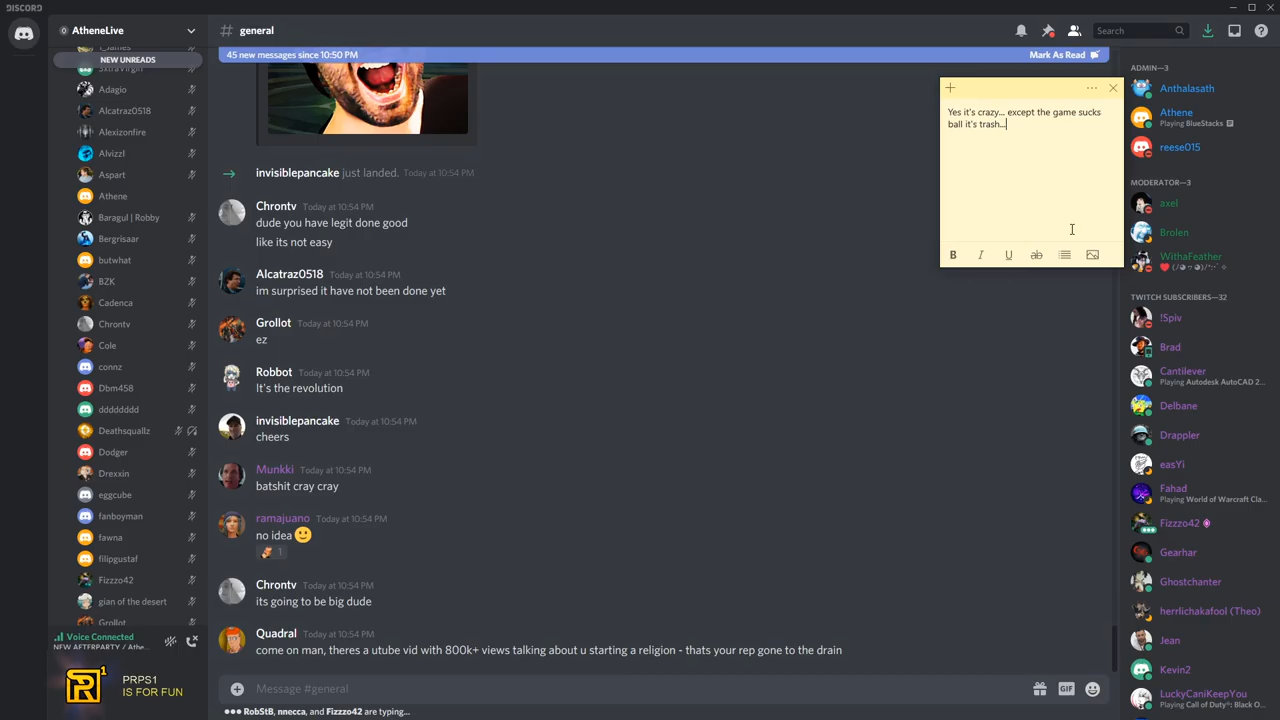 DISCORD
AtheneLive
# general
Search
NEW UNREADS
Adagio
Alcatraz0518
Alexizonfire
Alvizzl
Aspart
Athene
Baragul | Robby
Bergrisaar
butwhat
BZK
Cadenca
Chrontv
Cole
connz
Dbm458
dddddddd
Deathsquallz
Dodger
Drexxin
eggcube
fanboyman
fawna
filipgustaf
Fizzzo42
gian of the desert
Grollot
Voice Connected
NEW AFTERPARTY / Athe...
PRPS1
IS FOR FUN
45 new messages since 10:50 PM
Mark As Read
invisiblepancake just landed. Today at 10:54 PM
Chrontv Today at 10:54 PM
dude you have legit done good
like its not easy
Alcatraz0518 Today at 10:54 PM
im surprised it have not been done yet
Grollot Today at 10:54 PM
ez
Robbot Today at 10:54 PM
It's the revolution
invisiblepancake Today at 10:54 PM
cheers
Munkki Today at 10:54 PM
batshit cray cray
ramajuano Today at 10:54 PM
no idea 🙂
1
Chrontv Today at 10:54 PM
its going to be big dude
Quadral Today at 10:54 PM
come on man, theres a utube vid with 800k+ views talking about u starting a religion - thats your rep gone to the drain
Message #general
GIF
RobStB, nnecca, and Fizzzo42 are typing...
Yes it's crazy... except the game sucks
ball it's trash...
B I U ab
ADMIN—3
Anthalasath
Athene
Playing BlueStacks
reese015
MODERATOR—3
axel
Brolen
WithaFeather
TWITCH SUBSCRIBERS—32
!Spiv
Brad
Cantilever
Playing Autodesk AutoCAD 2...
Delbane
Drappler
easYi
Fahad
Playing World of Warcraft Cla...
Fizzzo42
Gearhar
Ghostchanter
herrlichakafool (Theo)
Jean
Kevin2
LuckyCaniKeepYou
Playing Call of Duty®: Black O...